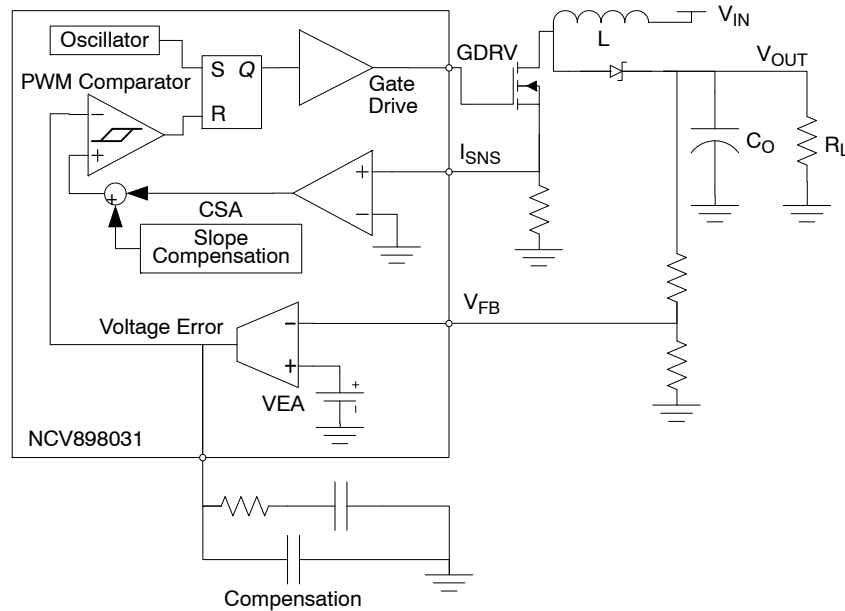 Oscillator
PWM Comparator
S Q
R
Gate
Drive
GDRV
L
VIN
VOUT
CO
RL
ISNS
−
+
+
CSA
+
−
Slope
Compensation
VFB
Voltage Error
−
+
VEA
+
−
NCV898031
Compensation